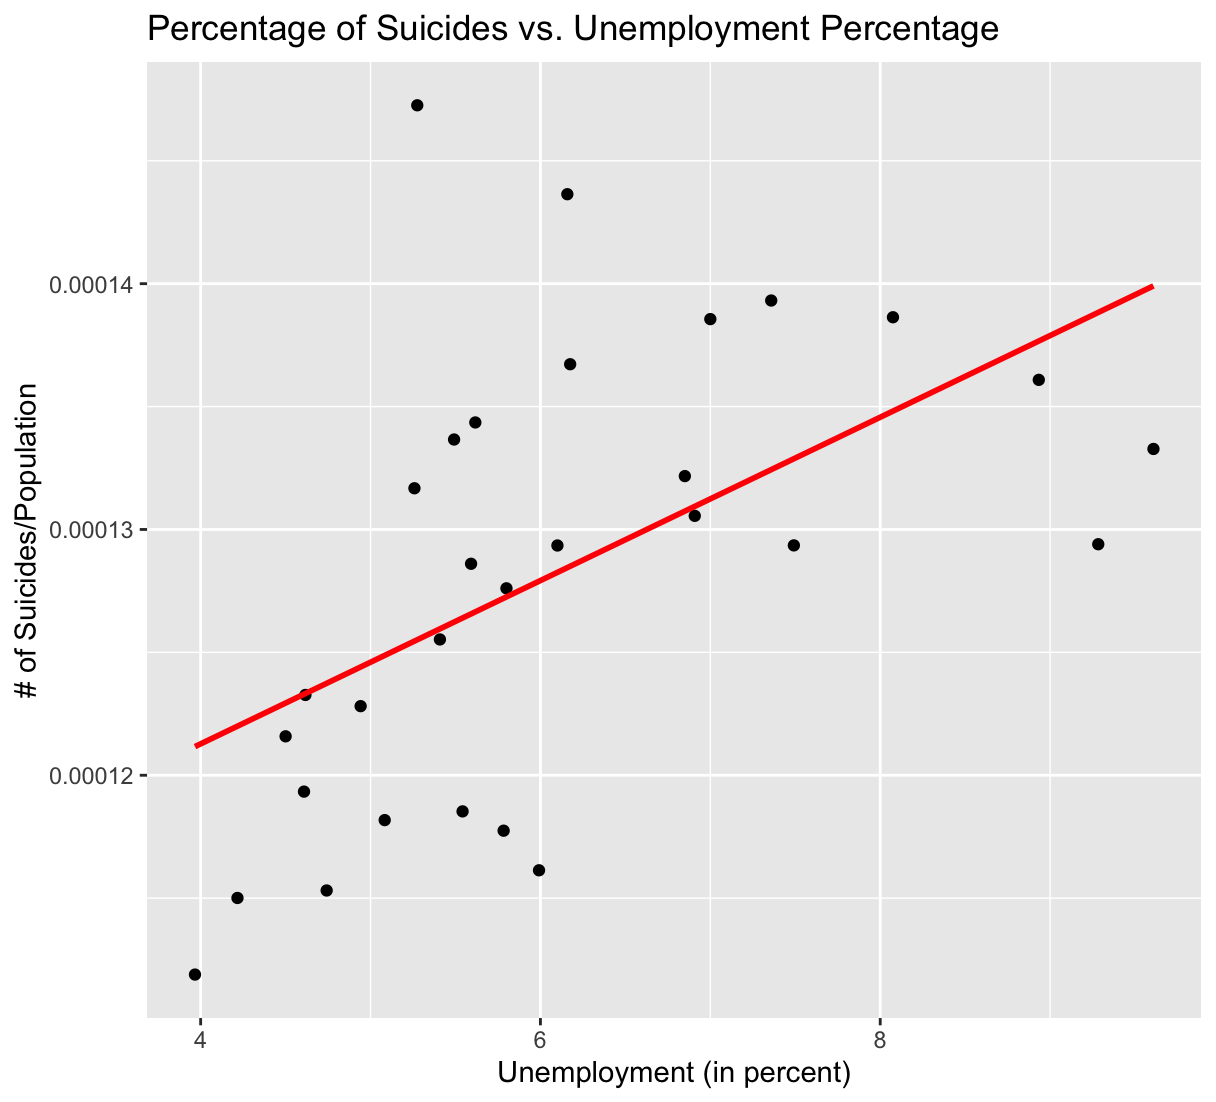 Percentage of Suicides vs. Unemployment Percentage
# of Suicides/Population
0.00014
0.00013
0.00012
4 6 8
Unemployment (in percent)